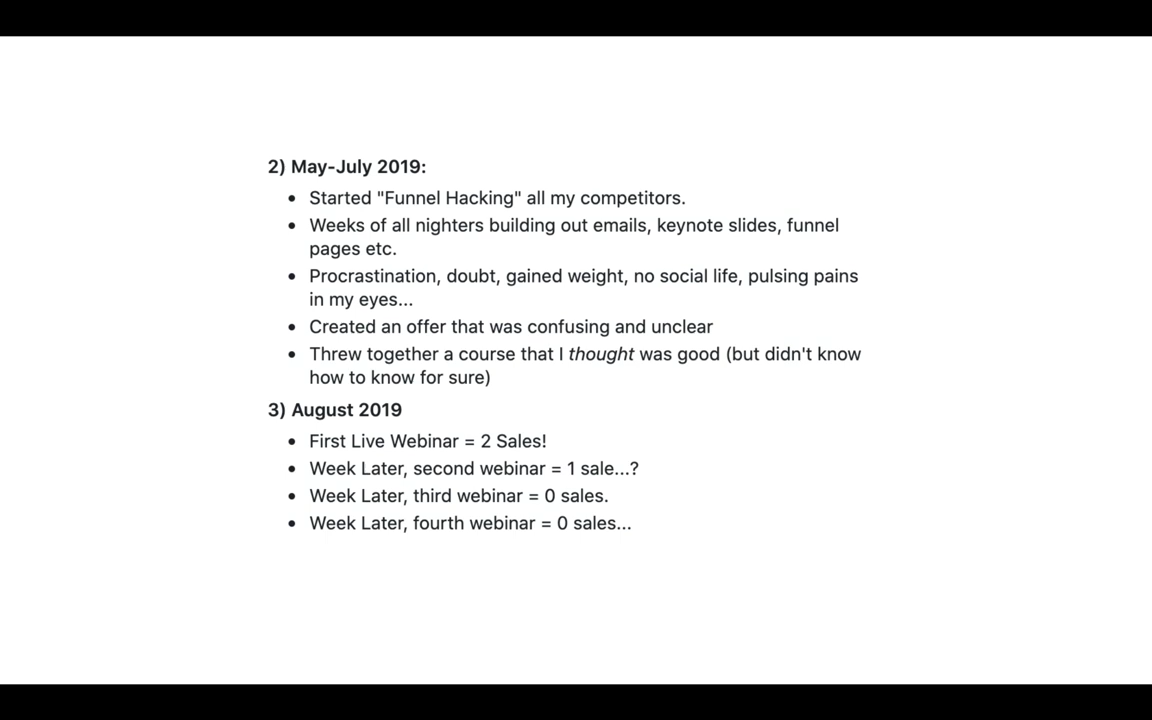 2) May-July 2019:
• Started "Funnel Hacking" all my competitors.
• Weeks of all nighters building out emails, keynote slides, funnel
pages etc.
• Procrastination, doubt, gained weight, no social life, pulsing pains
in my eyes...
• Created an offer that was confusing and unclear
• Threw together a course that I thought was good (but didn't know
how to know for sure)
3) August 2019
• First Live Webinar = 2 Sales!
• Week Later, second webinar = 1 sale...?
• Week Later, third webinar = 0 sales.
• Week Later, fourth webinar = 0 sales...